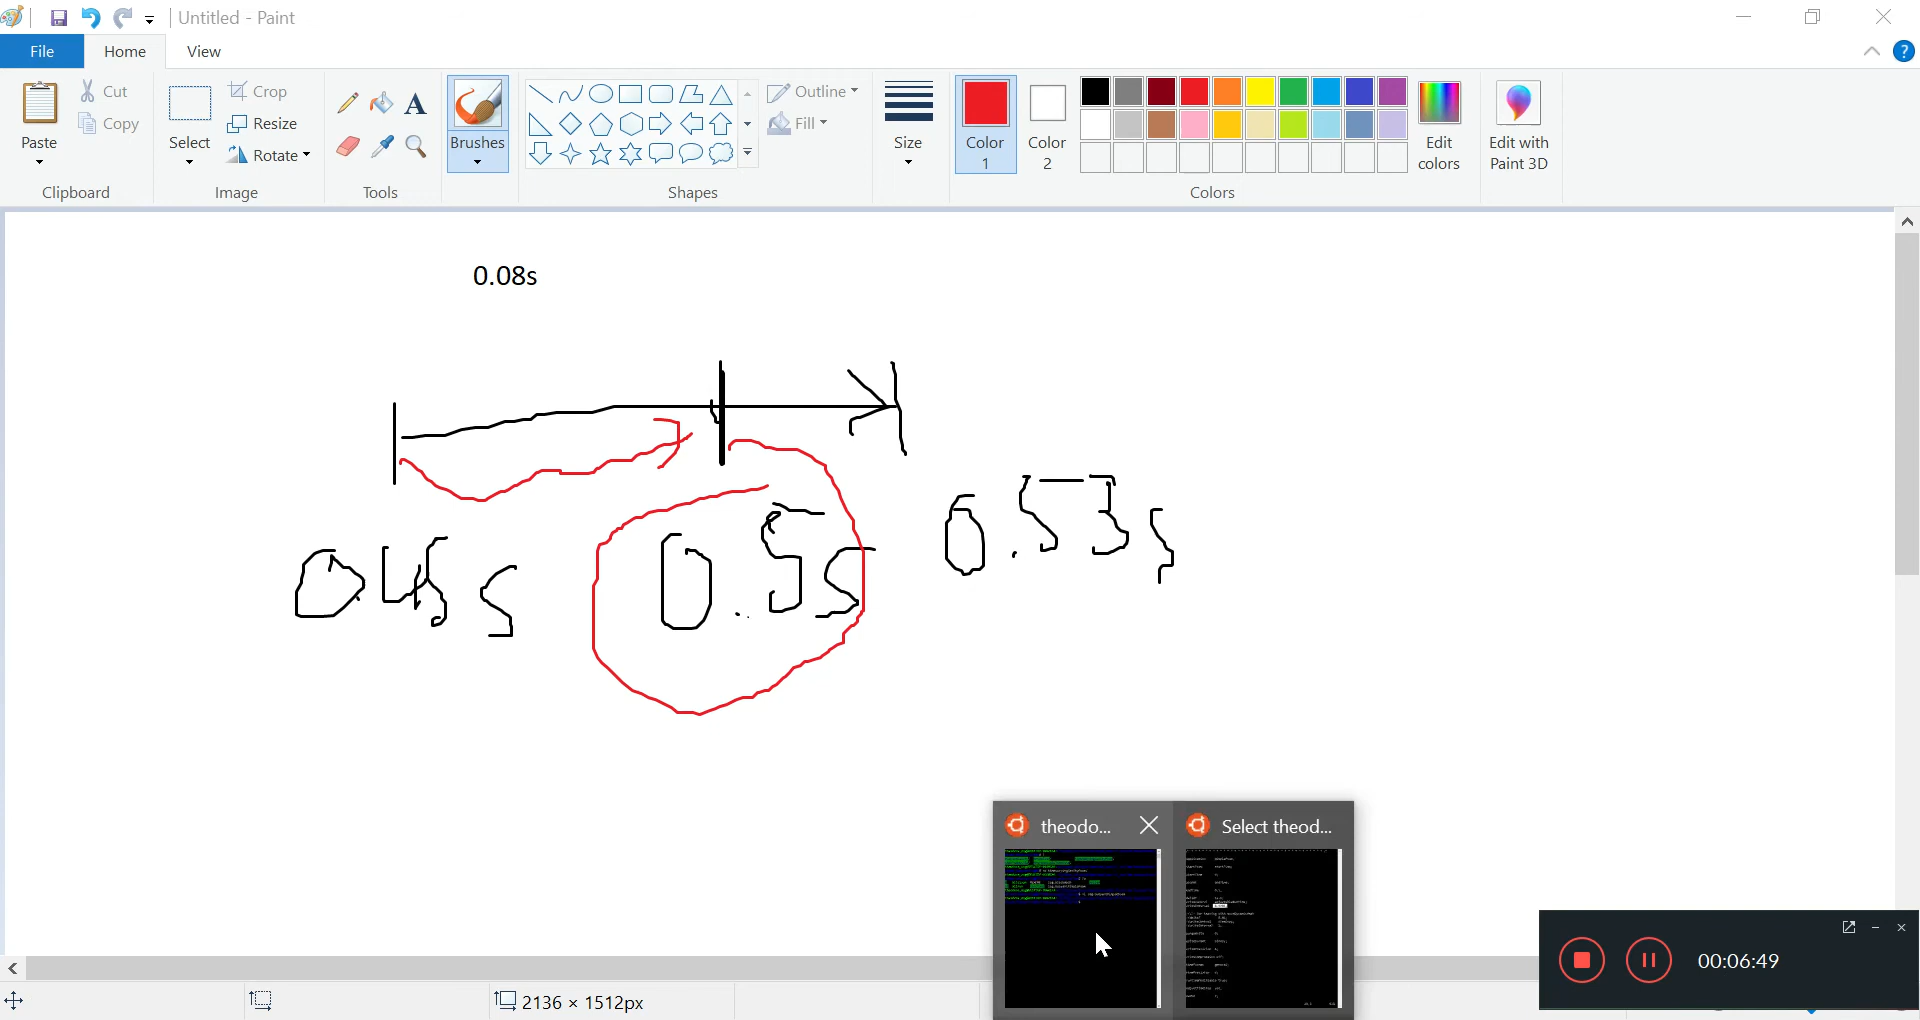 Untitled - Paint
File Home View
Paste
Cut
Copy
Clipboard
Select
Crop
Resize
Rotate
Image
Tools
Brushes
Shapes
Outline
Fill
Size
Color 1
Color 2
Edit colors
Colors
Edit with Paint 3D
0.08s
0.45 s
0.5s
0.53s
theodo...
Select theod...
2136 × 1512px
00:06:49